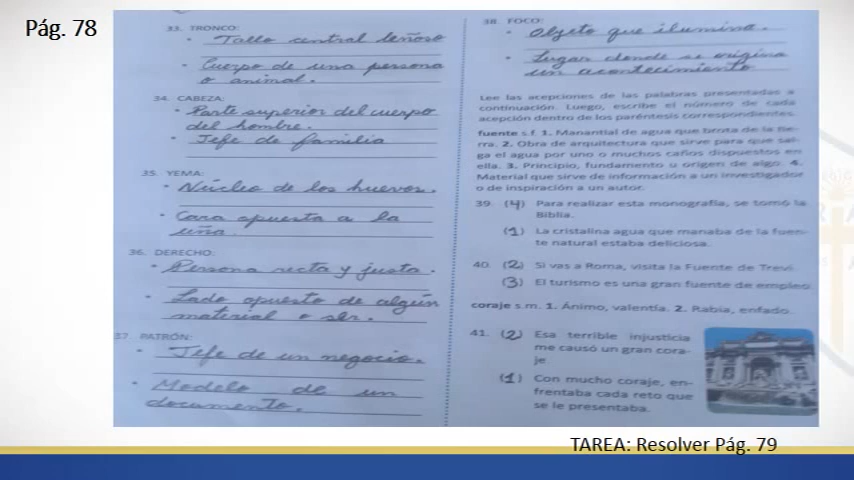 Pág. 78
33. TRONCO:
• Tallo central leñoso
• Cuerpo de una persona
o animal.
34. CABEZA:
• Parte superior del cuerpo
del hombre.
• Jefe de familia
35. YEMA:
• Núcleo de los huevos.
• Cara opuesta a la
uña.
36. DERECHO:
• Persona recta y justa.
• Lado opuesto de algún
material o ser.
37. PATRÓN:
• Jefe de un negocio.
• Modelo de un
documento.
38. FOCO:
• Objeto que ilumina.
• Lugar donde se origina
un acontecimiento
Lee las acepciones de las palabras presentadas a
continuación. Luego, escribe el número de cada
acepción dentro de los paréntesis correspondientes.
fuente s.f. 1. Manantial de agua que brota de la tie-
rra. 2. Obra de arquitectura que sirve para que sal-
ga el agua por uno o muchos caños dispuestos en
ella. 3. Principio, fundamento u origen de algo. 4.
Material que sirve de información a un investigador
o de inspiración a un autor.
39. (4) Para realizar esta monografía, se tomó la
Biblia.
(1) La cristalina agua que manaba de la fuen-
te natural estaba deliciosa.
40. (2) Si vas a Roma, visita la Fuente de Trevi.
(3) El turismo es una gran fuente de empleo
coraje s.m. 1. Ánimo, valentía. 2. Rabia, enfado.
41. (2) Esa terrible injusticia
me causó un gran cora-
je
(1) Con mucho coraje, en-
frentaba cada reto que
se le presentaba.
TAREA: Resolver Pág. 79